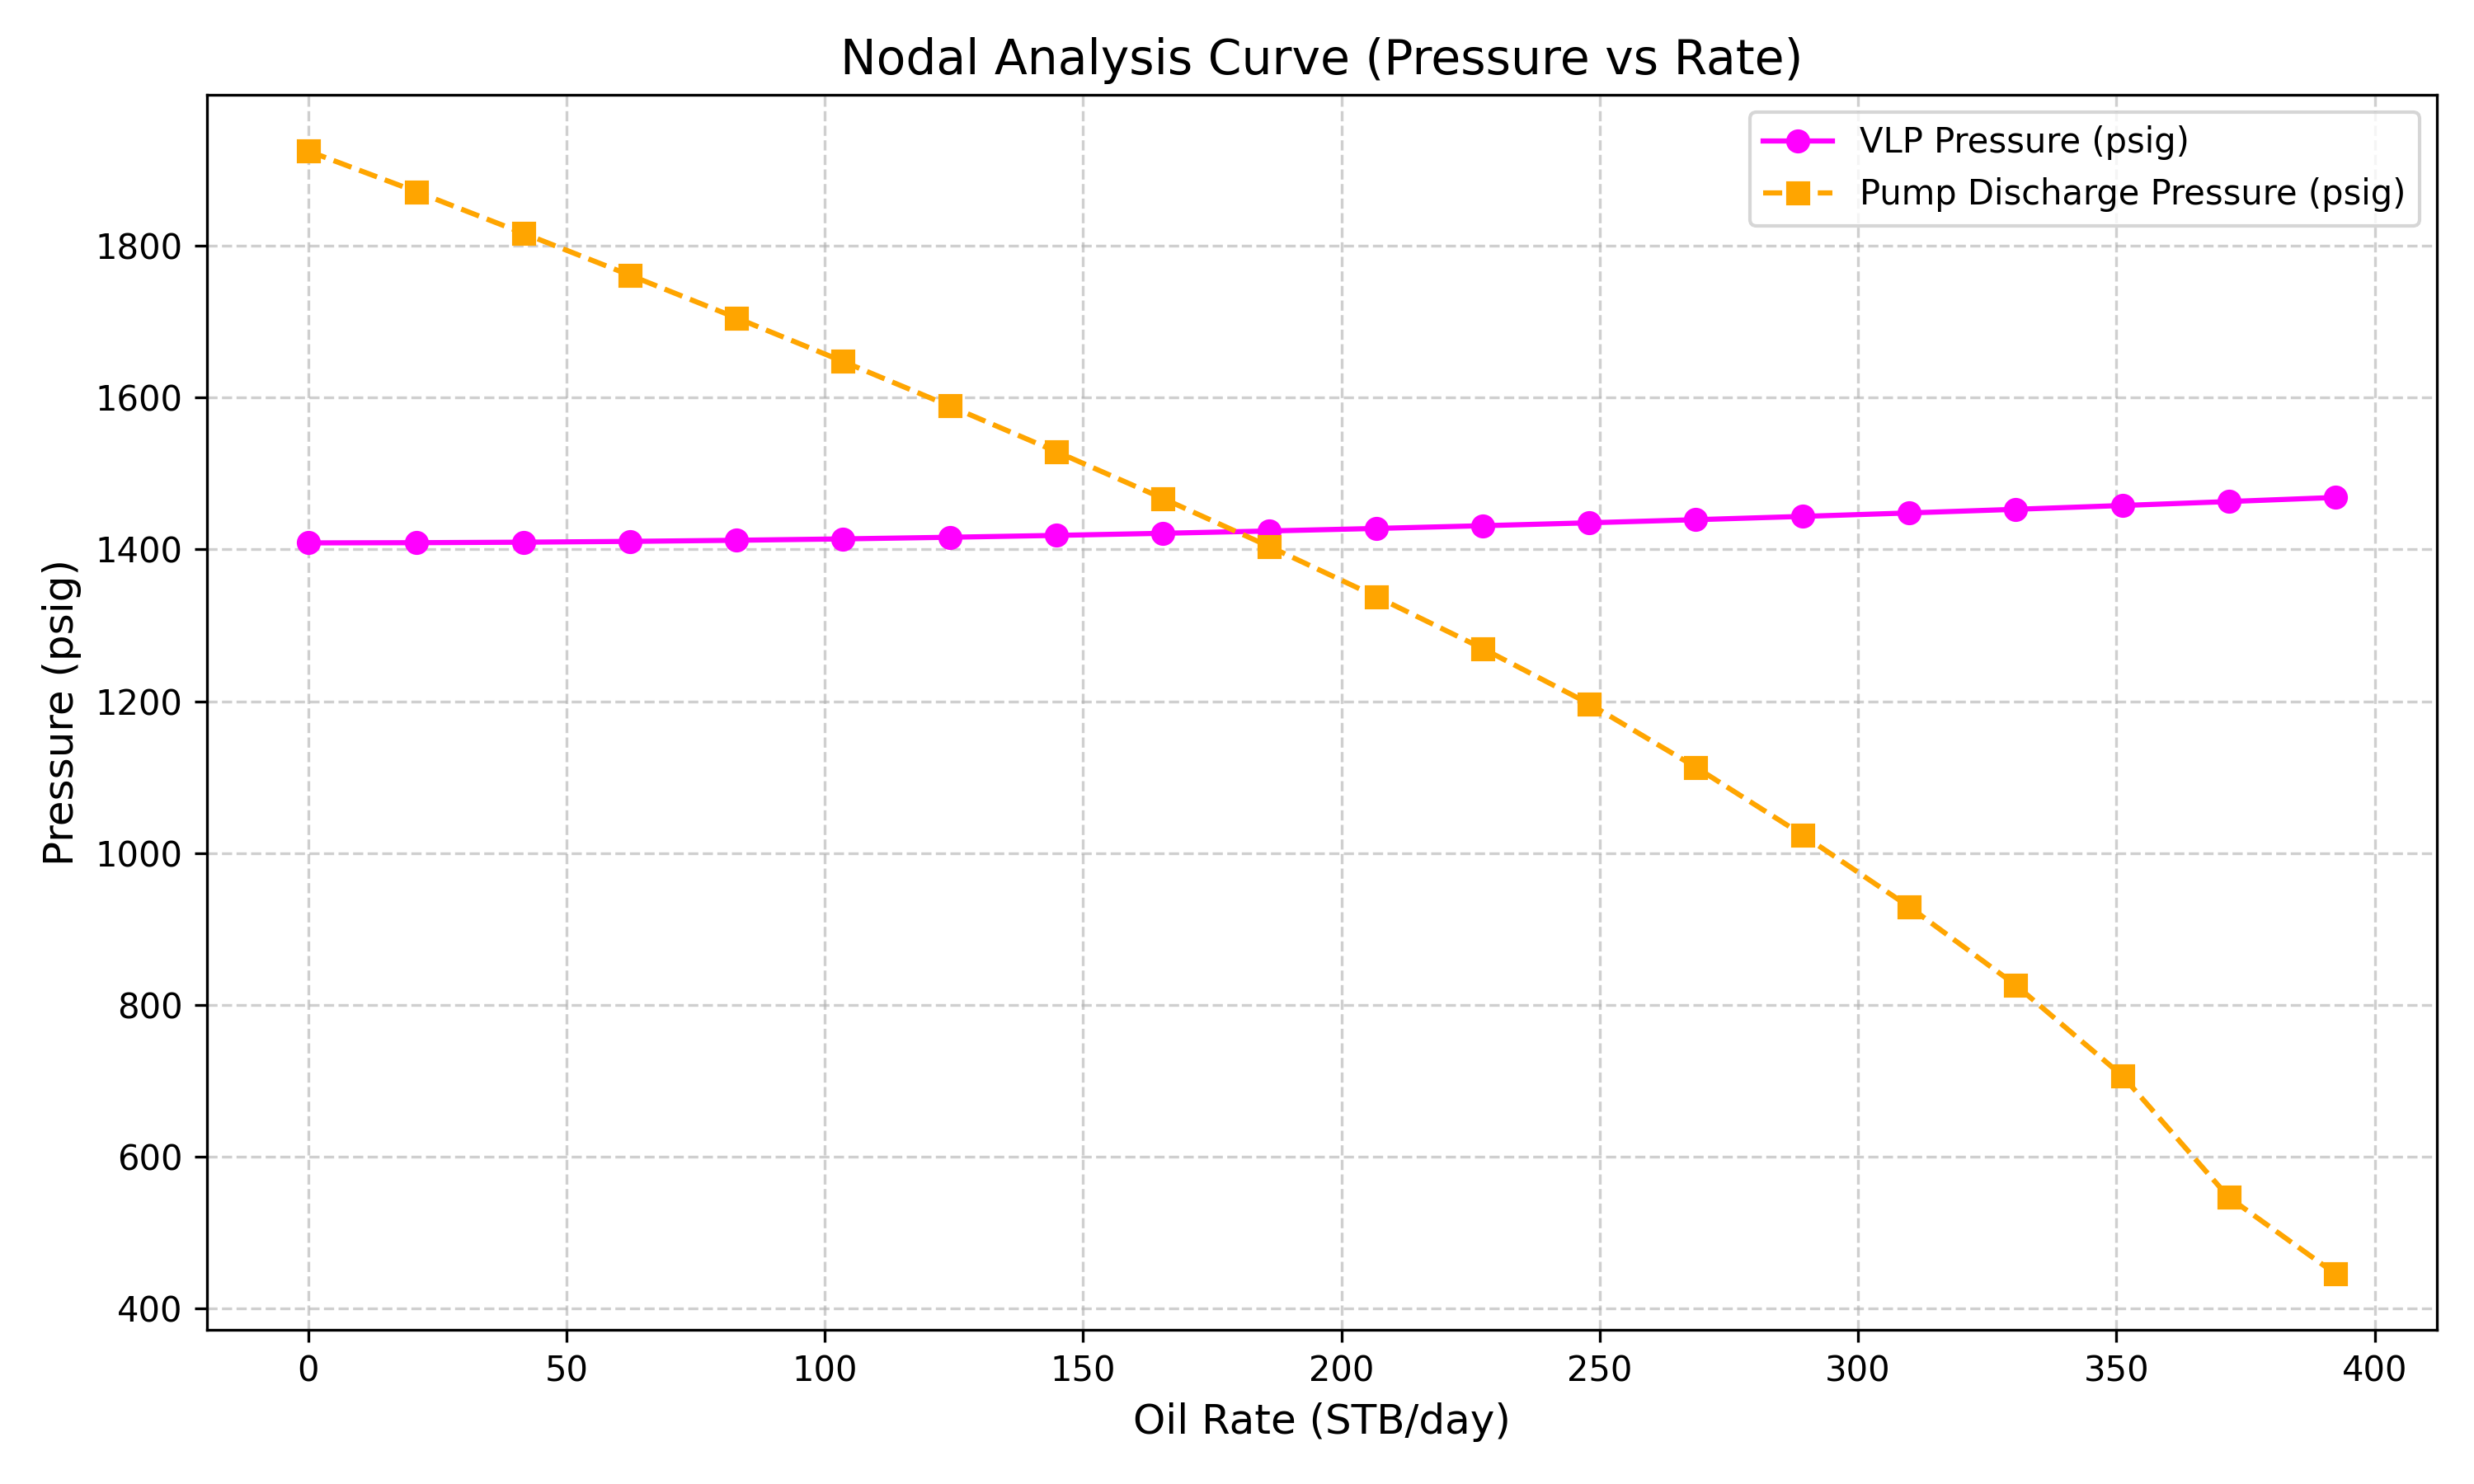 Nodal Analysis Curve (Pressure vs Rate)
VLP Pressure (psig)
Pump Discharge Pressure (psig)
Pressure (psig)
1800
1600
1400
1200
1000
800
600
400
0 50 100 150 200 250 300 350 400
Oil Rate (STB/day)